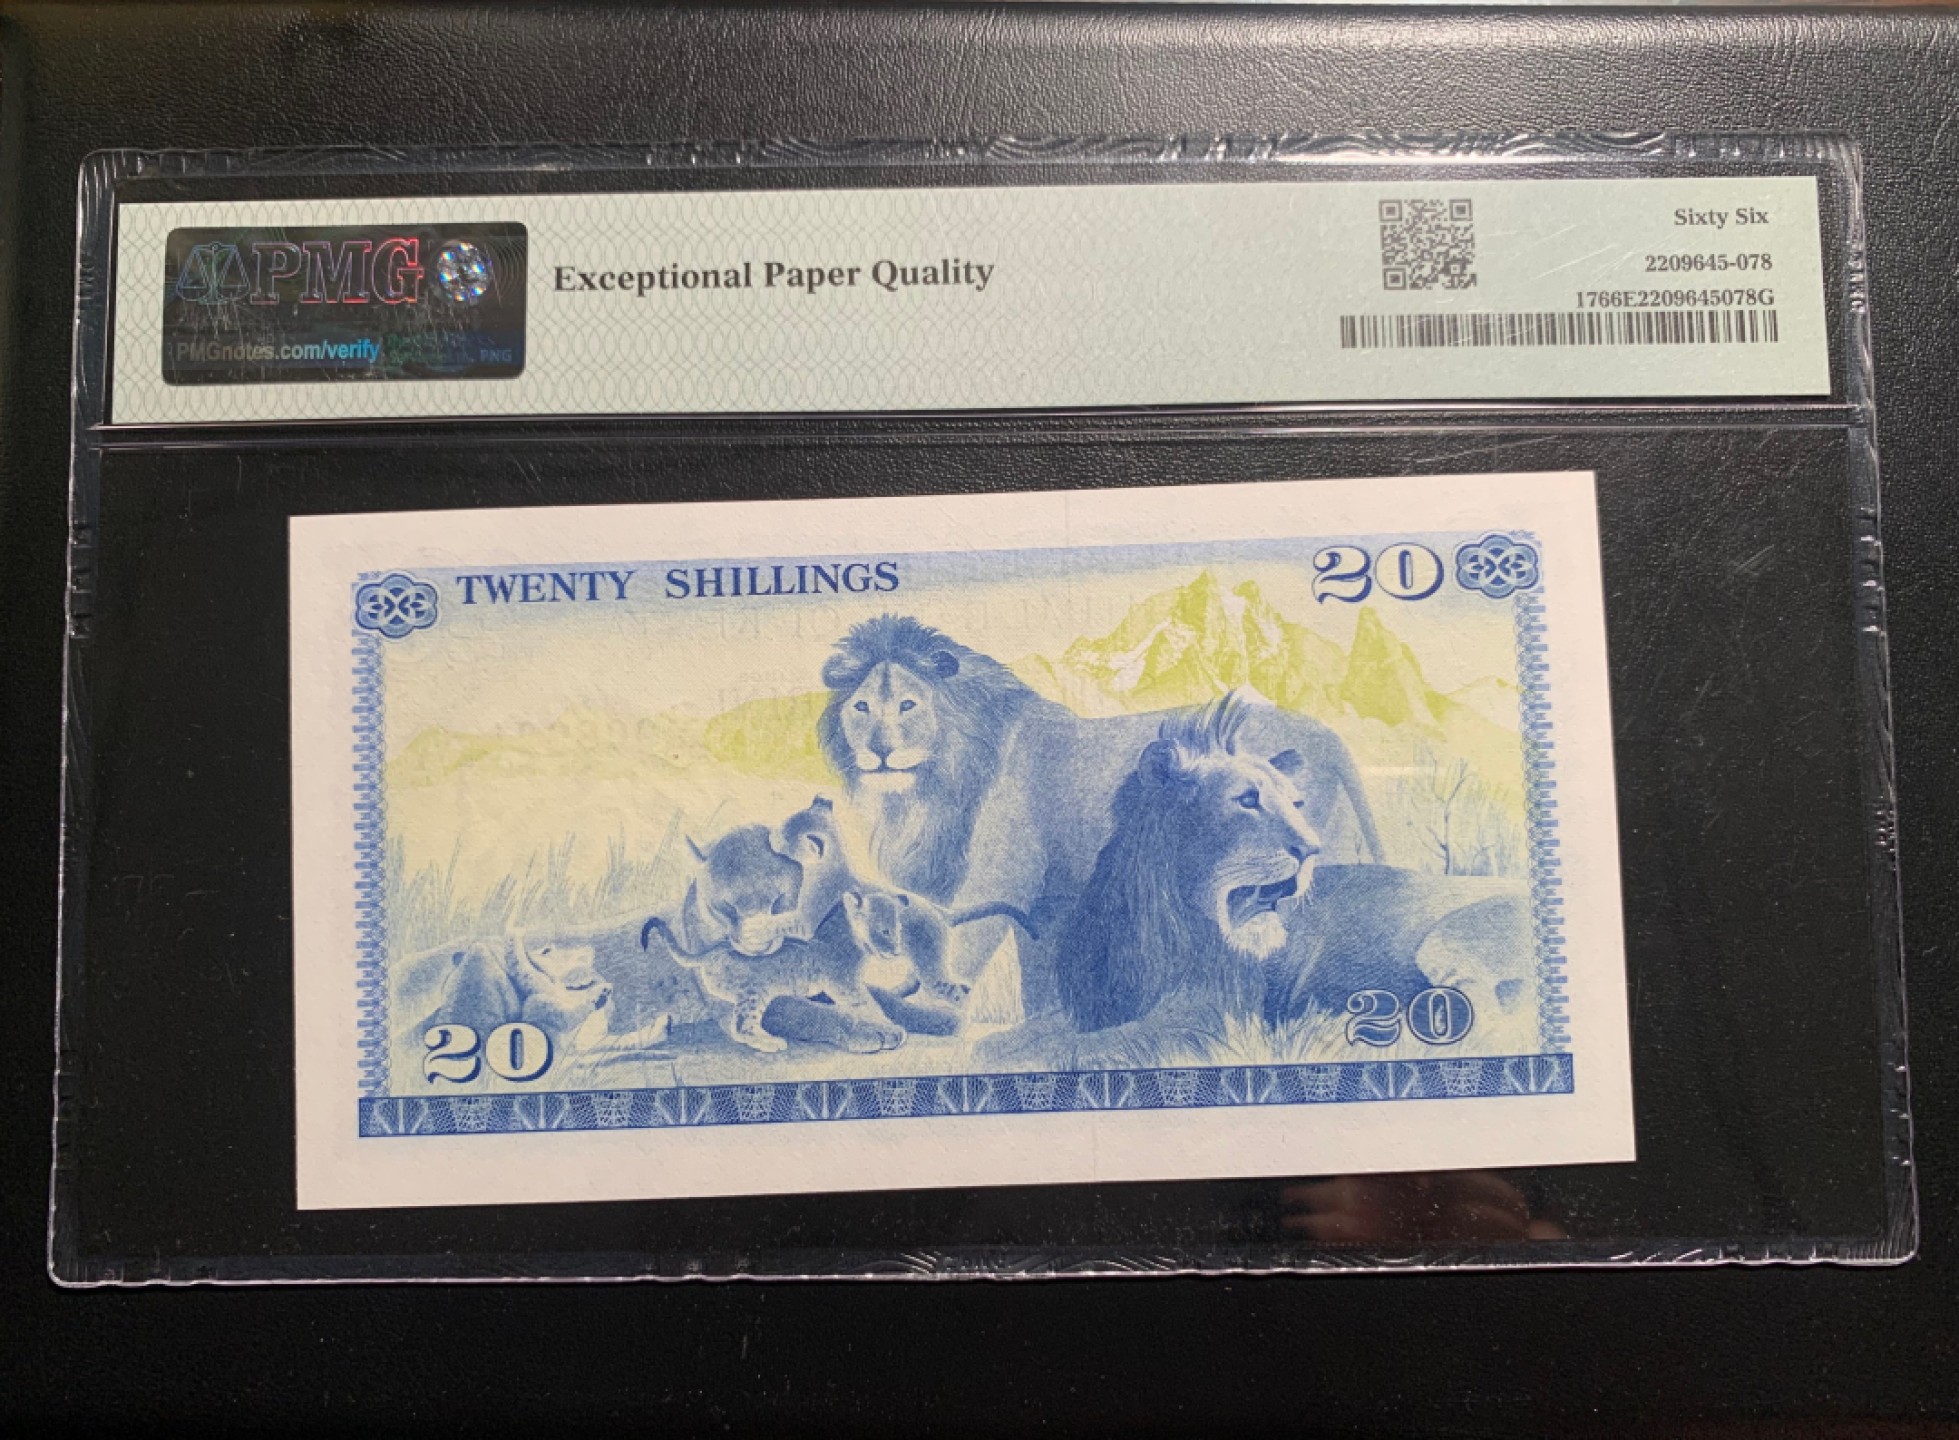 PMG
PMGnotes.com/verify
Exceptional Paper Quality
Sixty Six
2209645-078
1766E2209645078G
TWENTY SHILLINGS
20
20
20